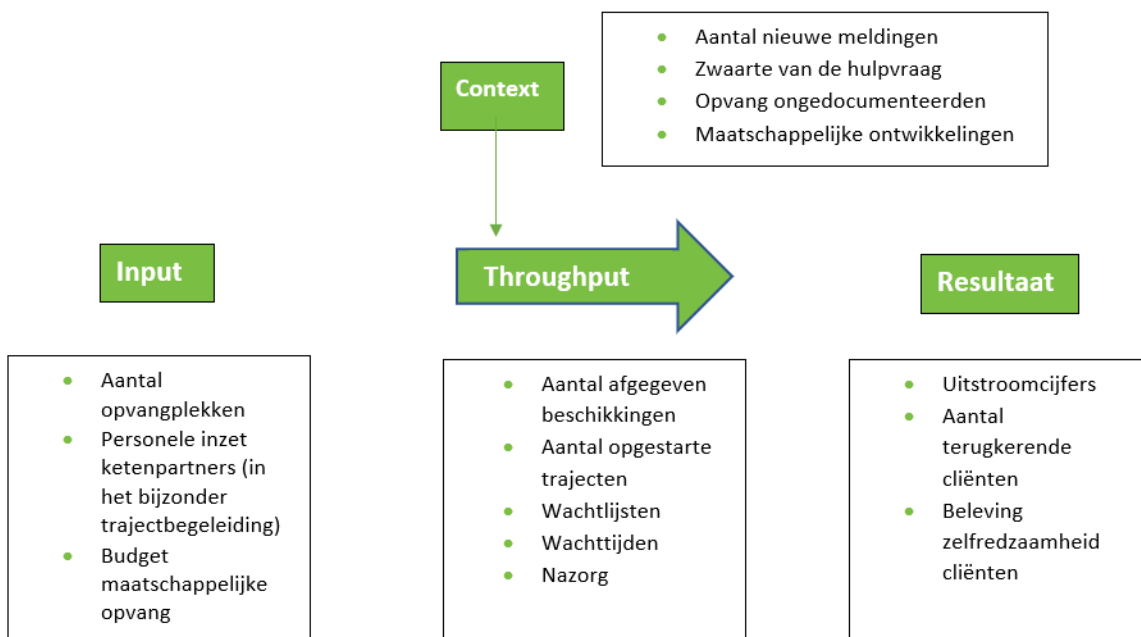 Context
Aantal nieuwe meldingen
Zwaarte van de hulpvraag
Opvang ongedocumenteerden
Maatschappelijke ontwikkelingen
Input
Throughput
Resultaat
Aantal
opvangplekken
Personele inzet
ketenpartners (in
het bijzonder
trajectbegeleiding)
Budget
maatschappelijke
opvang
Aantal afgegeven
beschikkingen
Aantal opgestarte
trajecten
Wachtlijsten
Wachttijden
Nazorg
Uitstroomcijfers
Aantal
terugkerende
cliënten
Beleving
zelfredzaamheid
cliënten